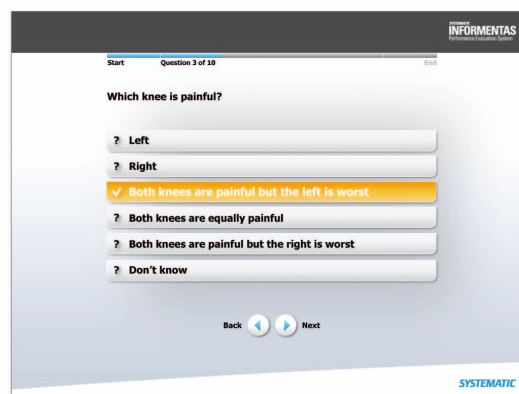 SYSTEMATIC
INFORMENTAS
Performance Evaluation System
Start Question 3 of 10 End
Which knee is painful?
? Left
? Right
✓ Both knees are painful but the left is worst
? Both knees are equally painful
? Both knees are painful but the right is worst
? Don't know
Back Next
SYSTEMATIC